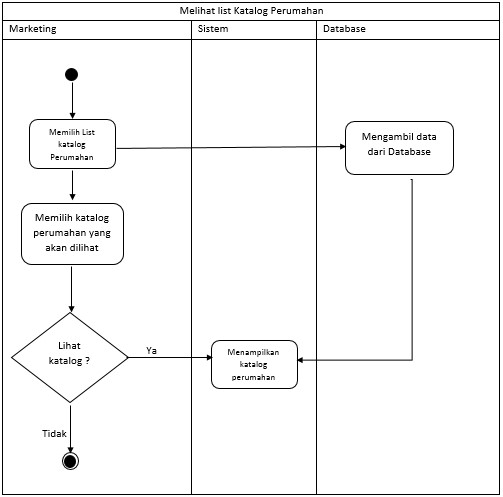 Melihat list Katalog Perumahan
Marketing
Sistem
Database
Memilih List
katalog
Perumahan
Mengambil data
dari Database
Memilih katalog
perumahan yang
akan dilihat
Lihat
katalog ?
Ya
Menampilkan
katalog
perumahan
Tidak